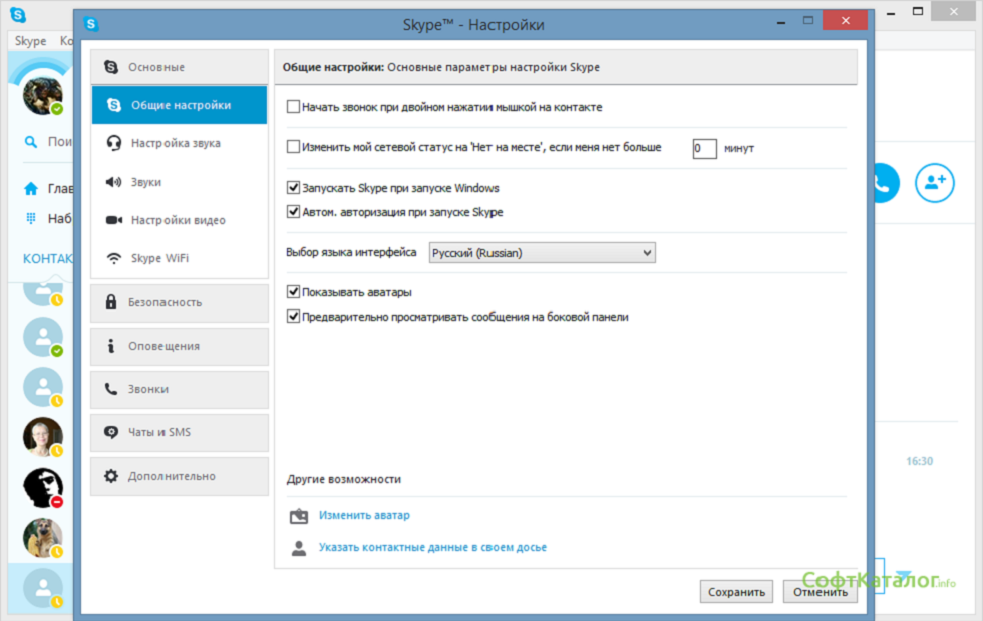 Skype™ - Настройки
Skype
Основные
Общие настройки: Основные параметры настройки Skype
Общие настройки
Начать звонок при двойном нажатии мышкой на контакте
Настройка звука
Изменить мой сетевой статус на 'Нет на месте', если меня нет больше 0 минут
Звуки
Запускать Skype при запуске Windows
Автом. авторизация при запуске Skype
Настройки видео
Выбор языка интерфейса Русский (Russian)
Skype WiFi
Показывать аватары
Безопасность
Предварительно просматривать сообщения на боковой панели
Оповещения
Звонки
Чаты и SMS
Дополнительно
Другие возможности
Изменить аватар
Указать контактные данные в своем досье
Сохранить
Отменить
Ко
Пои
Глав
Наб
КОНТАК
16:30
СофтКаталог.info